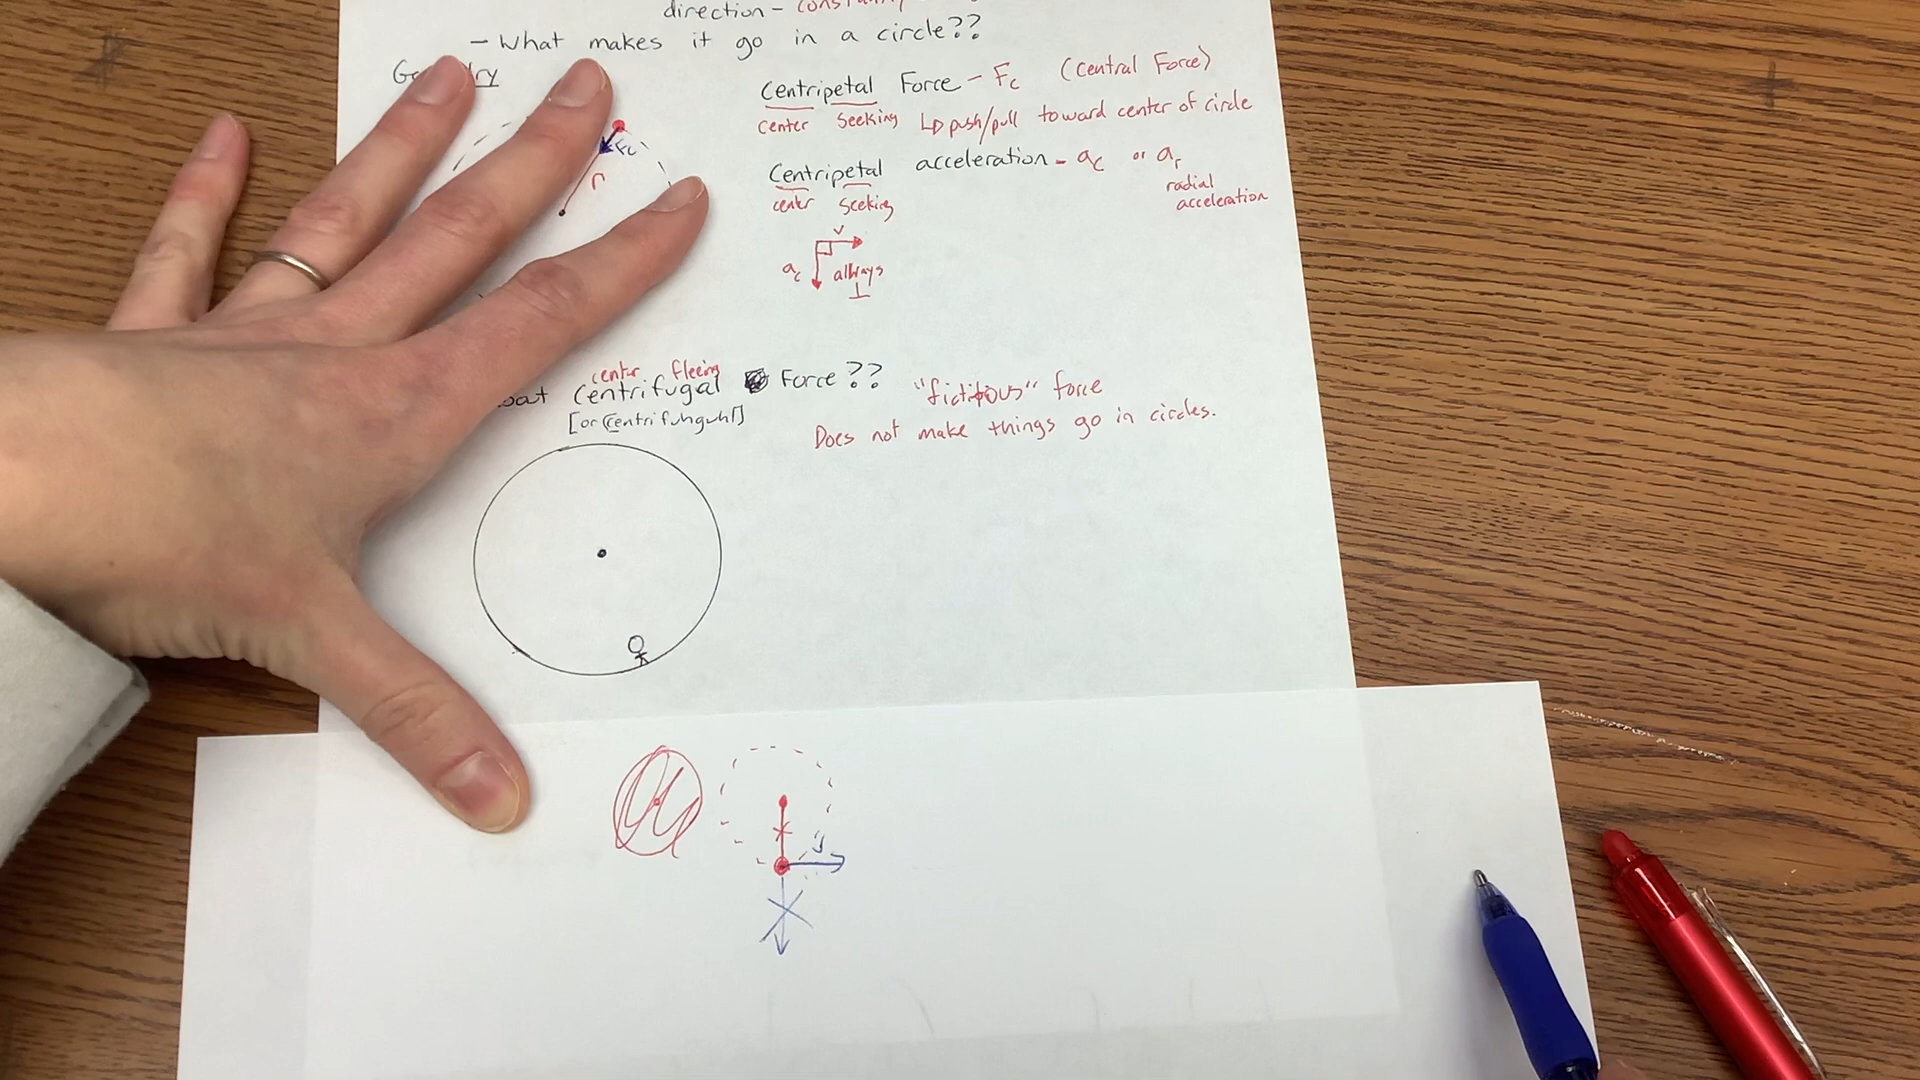 direction -
- What makes it go in a circle??
Centripetal Force - Fc (Central Force)
center seeking push/pull toward center of circle
Fc
r
Centripetal acceleration - ac or ar
center seeking
radial
acceleration
v
ac always
⊥
center fleeing
Centrifugal Force?? "fictitious" force
[or Centrifuhguhl]
Does not make things go in circles.